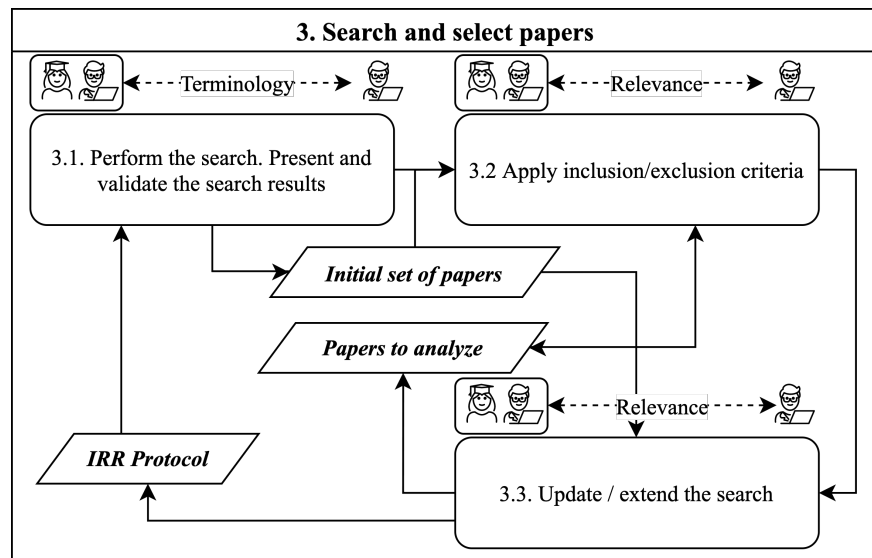 3. Search and select papers
Terminology
Relevance
3.1. Perform the search. Present and
validate the search results
3.2 Apply inclusion/exclusion criteria
Initial set of papers
Papers to analyze
Relevance
IRR Protocol
3.3. Update / extend the search